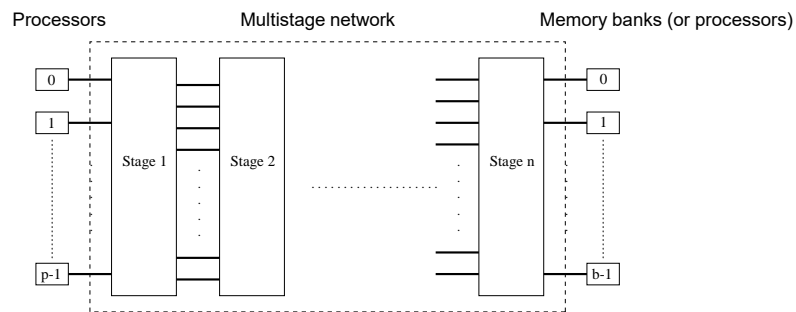 Processors Multistage network Memory banks (or processors)
0 0
1 1
Stage 1 Stage 2 Stage n
p-1 b-1